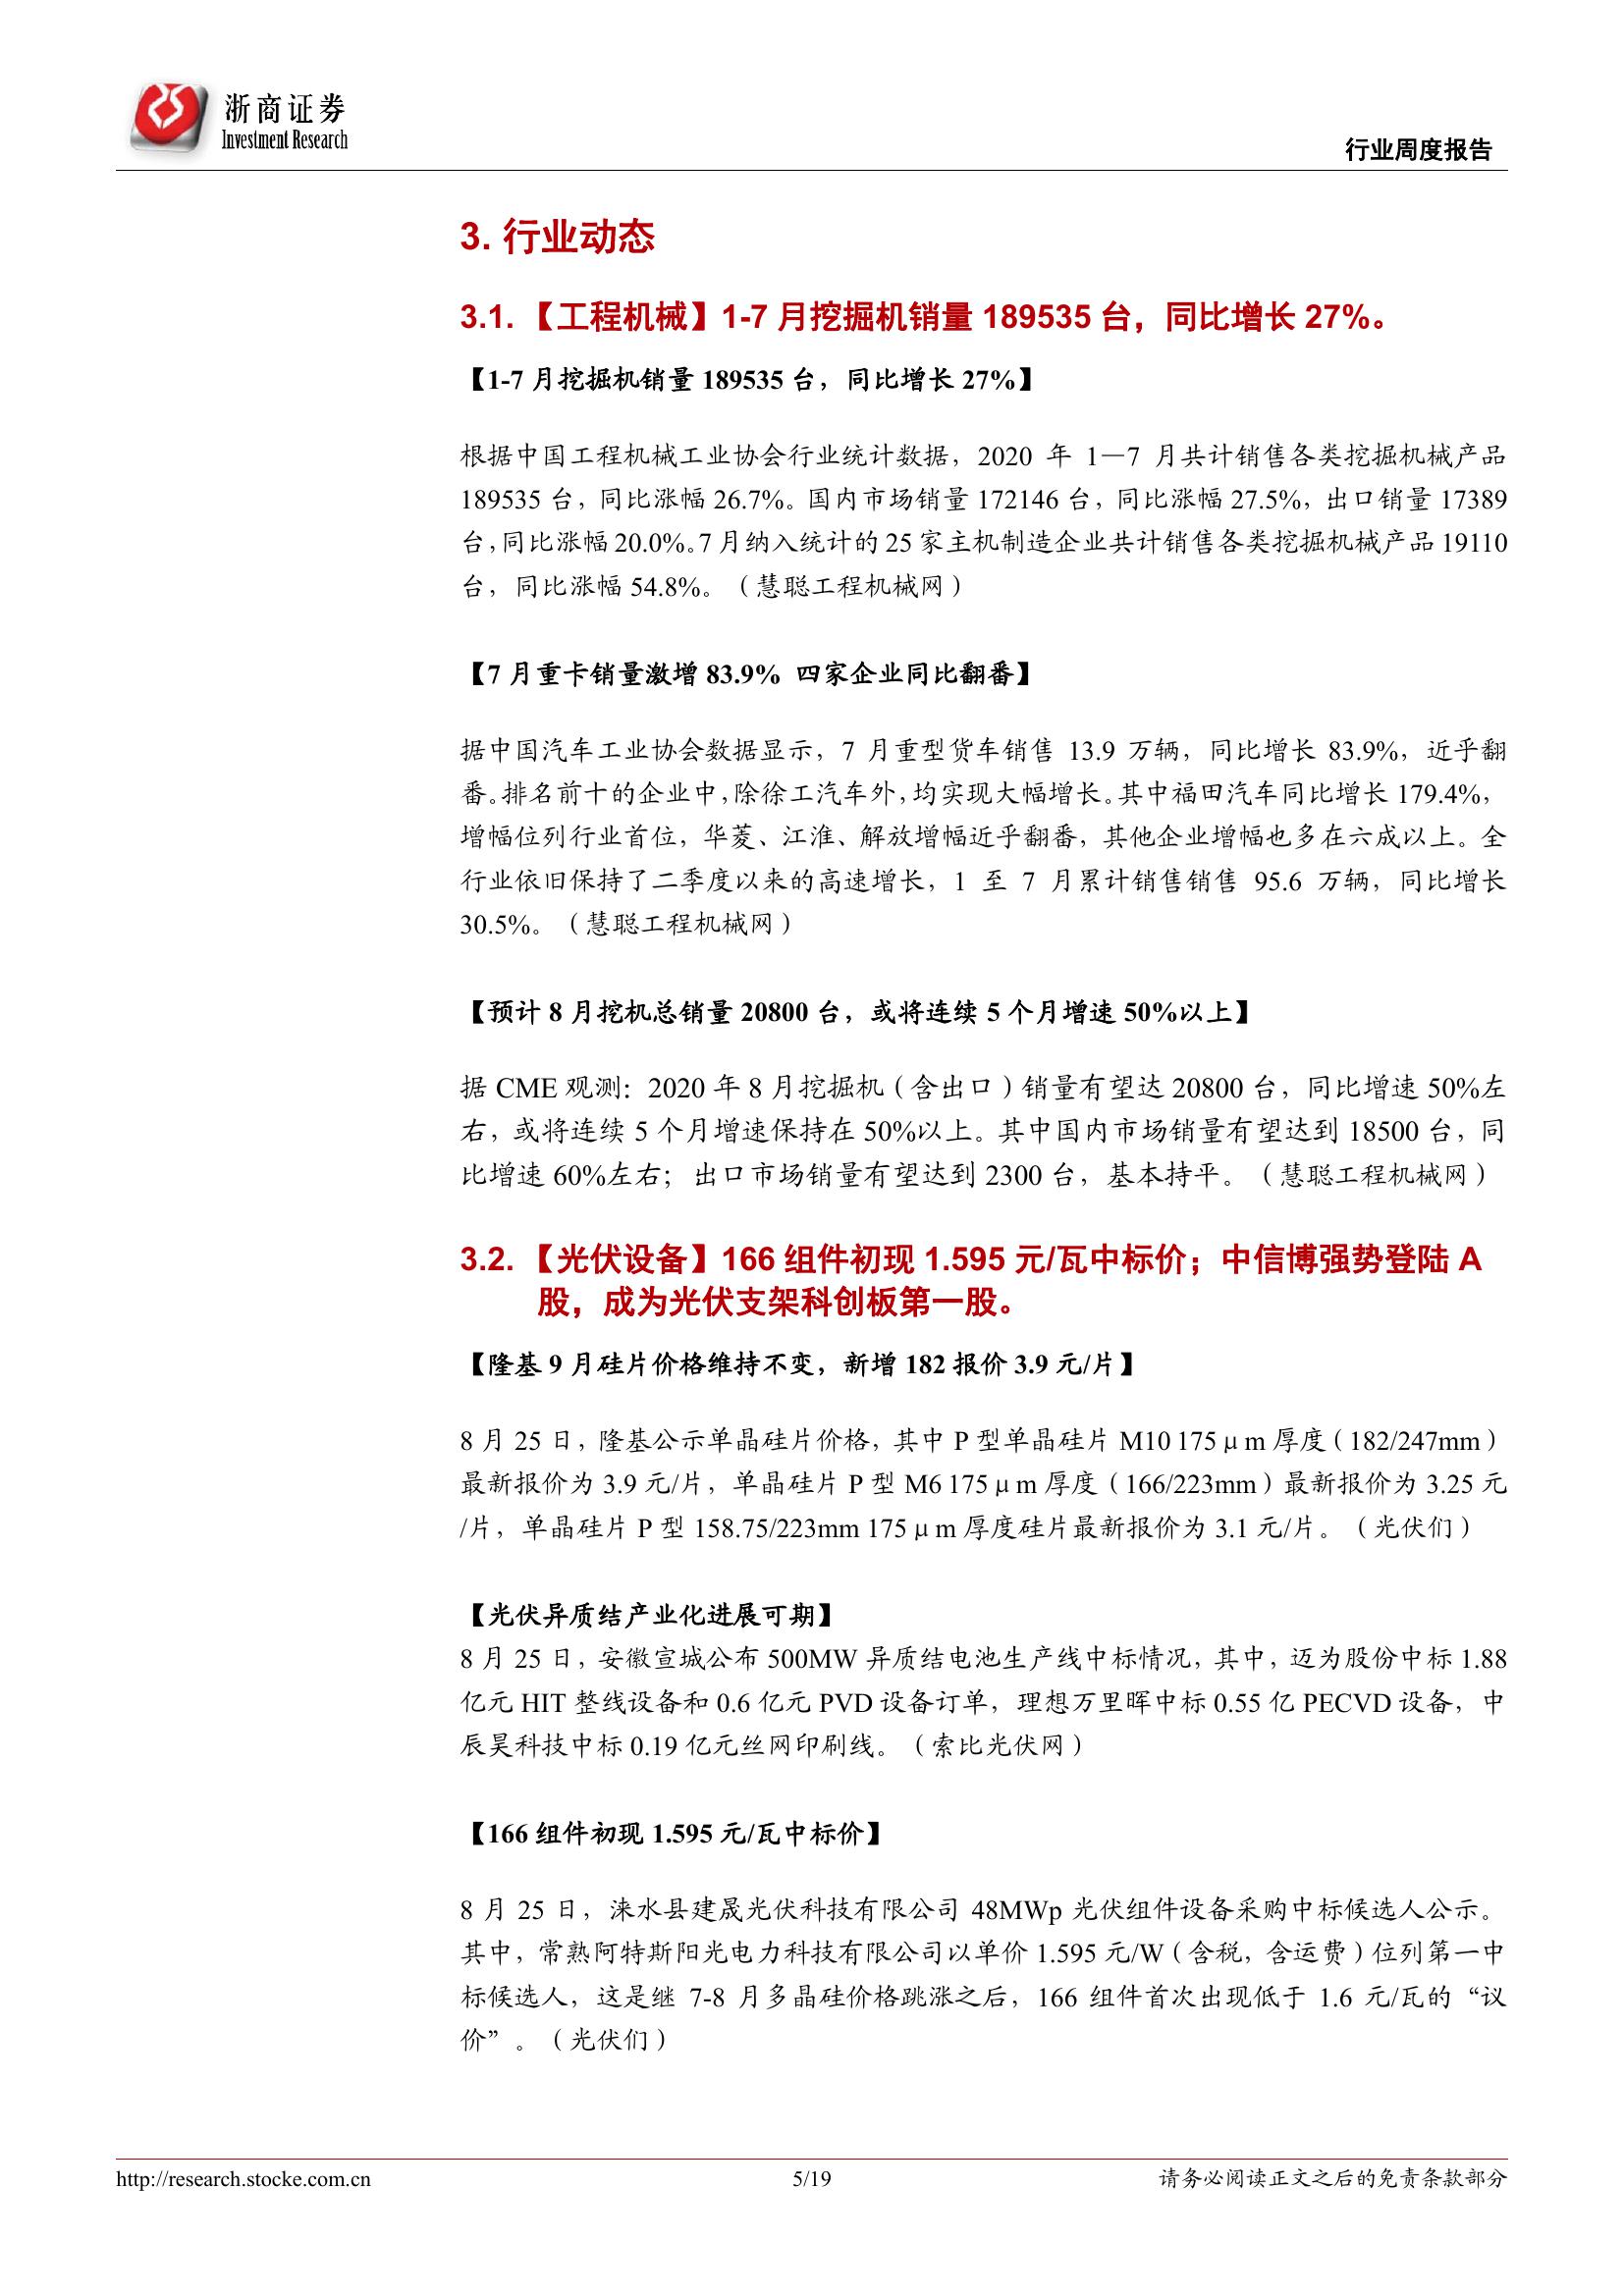 浙商证券
Investment Research
行业周度报告
3. 行业动态
3.1. 【工程机械】1-7 月挖掘机销量 189535 台，同比增长 27%。
【1-7 月挖掘机销量 189535 台，同比增长 27%】
根据中国工程机械工业协会行业统计数据，2020 年 1—7 月共计销售各类挖掘机械产品
189535 台，同比涨幅 26.7%。国内市场销量 172146 台，同比涨幅 27.5%，出口销量 17389
台，同比涨幅 20.0%。7 月纳入统计的 25 家主机制造企业共计销售各类挖掘机械产品 19110
台，同比涨幅 54.8%。（慧聪工程机械网）
【7 月重卡销量激增 83.9% 四家企业同比翻番】
据中国汽车工业协会数据显示，7 月重型货车销售 13.9 万辆，同比增长 83.9%，近乎翻
番。排名前十的企业中，除徐工汽车外，均实现大幅增长。其中福田汽车同比增长 179.4%，
增幅位列行业首位，华菱、江淮、解放增幅近乎翻番，其他企业增幅也多在六成以上。全
行业依旧保持了二季度以来的高速增长，1 至 7 月累计销售销售 95.6 万辆，同比增长
30.5%。（慧聪工程机械网）
【预计 8 月挖机总销量 20800 台，或将连续 5 个月增速 50%以上】
据 CME 观测：2020 年 8 月挖掘机（含出口）销量有望达 20800 台，同比增速 50%左
右，或将连续 5 个月增速保持在 50%以上。其中国内市场销量有望达到 18500 台，同
比增速 60%左右；出口市场销量有望达到 2300 台，基本持平。（慧聪工程机械网）
3.2. 【光伏设备】166 组件初现 1.595 元/瓦中标价；中信博强势登陆 A
股，成为光伏支架科创板第一股。
【隆基 9 月硅片价格维持不变，新增 182 报价 3.9 元/片】
8 月 25 日，隆基公示单晶硅片价格，其中 P 型单晶硅片 M10 175μm 厚度（182/247mm）
最新报价为 3.9 元/片，单晶硅片 P 型 M6 175μm 厚度（166/223mm）最新报价为 3.25 元
/片，单晶硅片 P 型 158.75/223mm 175μm 厚度硅片最新报价为 3.1 元/片。（光伏们）
【光伏异质结产业化进展可期】
8 月 25 日，安徽宣城公布 500MW 异质结电池生产线中标情况，其中，迈为股份中标 1.88
亿元 HIT 整线设备和 0.6 亿元 PVD 设备订单，理想万里晖中标 0.55 亿 PECVD 设备，中
辰昊科技中标 0.19 亿元丝网印刷线。（索比光伏网）
【166 组件初现 1.595 元/瓦中标价】
8 月 25 日，涞水县建晟光伏科技有限公司 48MWp 光伏组件设备采购中标候选人公示。
其中，常熟阿特斯阳光电力科技有限公司以单价 1.595 元/W（含税，含运费）位列第一中
标候选人，这是继 7-8 月多晶硅价格跳涨之后，166 组件首次出现低于 1.6 元/瓦的“议
价”。（光伏们）
http://research.stocke.com.cn
5/19
请务必阅读正文之后的免责条款部分